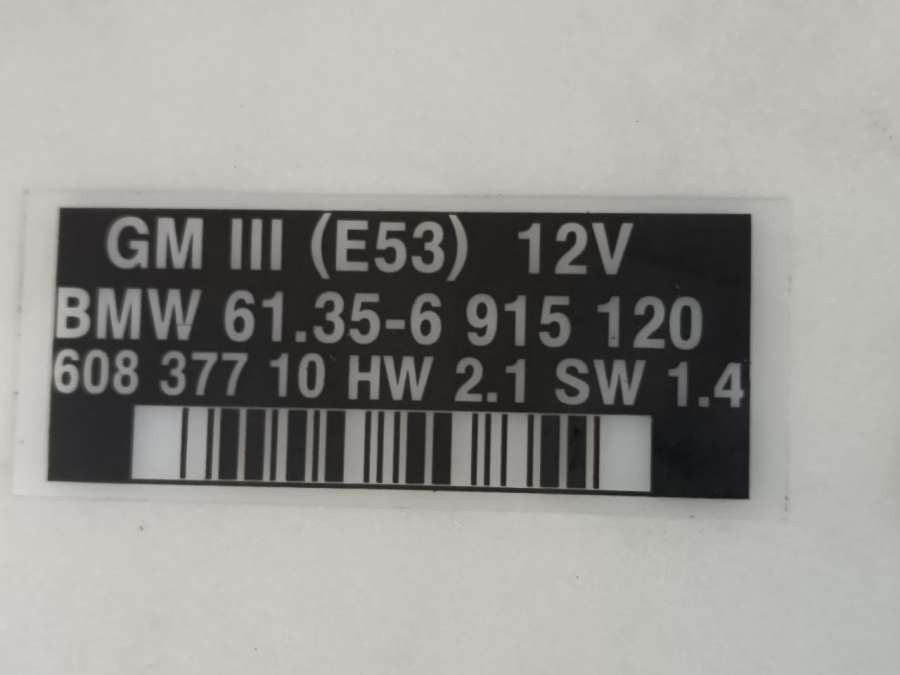 GM III (E53) 12V
BMW 61.35-6 915 120
608 377 10 HW 2.1 SW 1.4